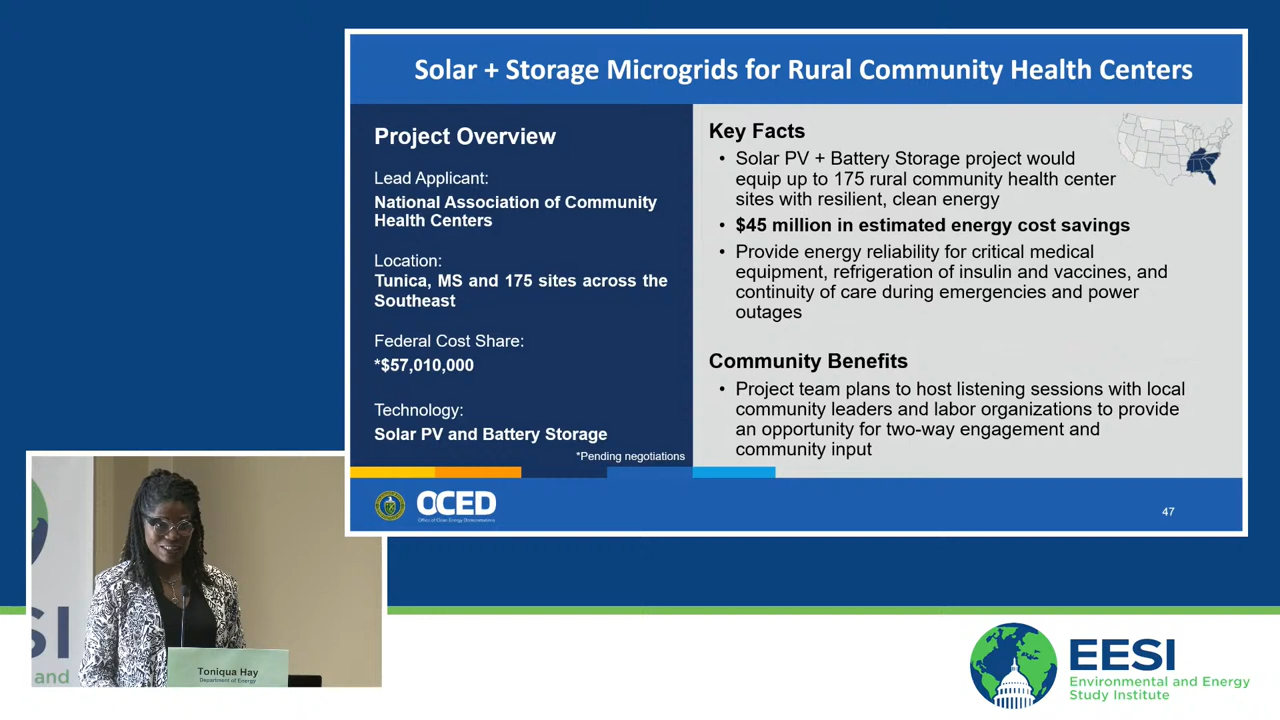 Solar + Storage Microgrids for Rural Community Health Centers
Project Overview
Lead Applicant:
National Association of Community
Health Centers
Location:
Tunica, MS and 175 sites across the
Southeast
Federal Cost Share:
*$57,010,000
Technology:
Solar PV and Battery Storage
*Pending negotiations
Key Facts
• Solar PV + Battery Storage project would
equip up to 175 rural community health center
sites with resilient, clean energy
• $45 million in estimated energy cost savings
• Provide energy reliability for critical medical
equipment, refrigeration of insulin and vaccines, and
continuity of care during emergencies and power
outages
Community Benefits
• Project team plans to host listening sessions with local
community leaders and labor organizations to provide
an opportunity for two-way engagement and
community input
OCED
Office of Clean Energy Demonstrations
47
SI
and
Toniqua Hay
Department of Energy
EESI
Environmental and Energy
Study Institute